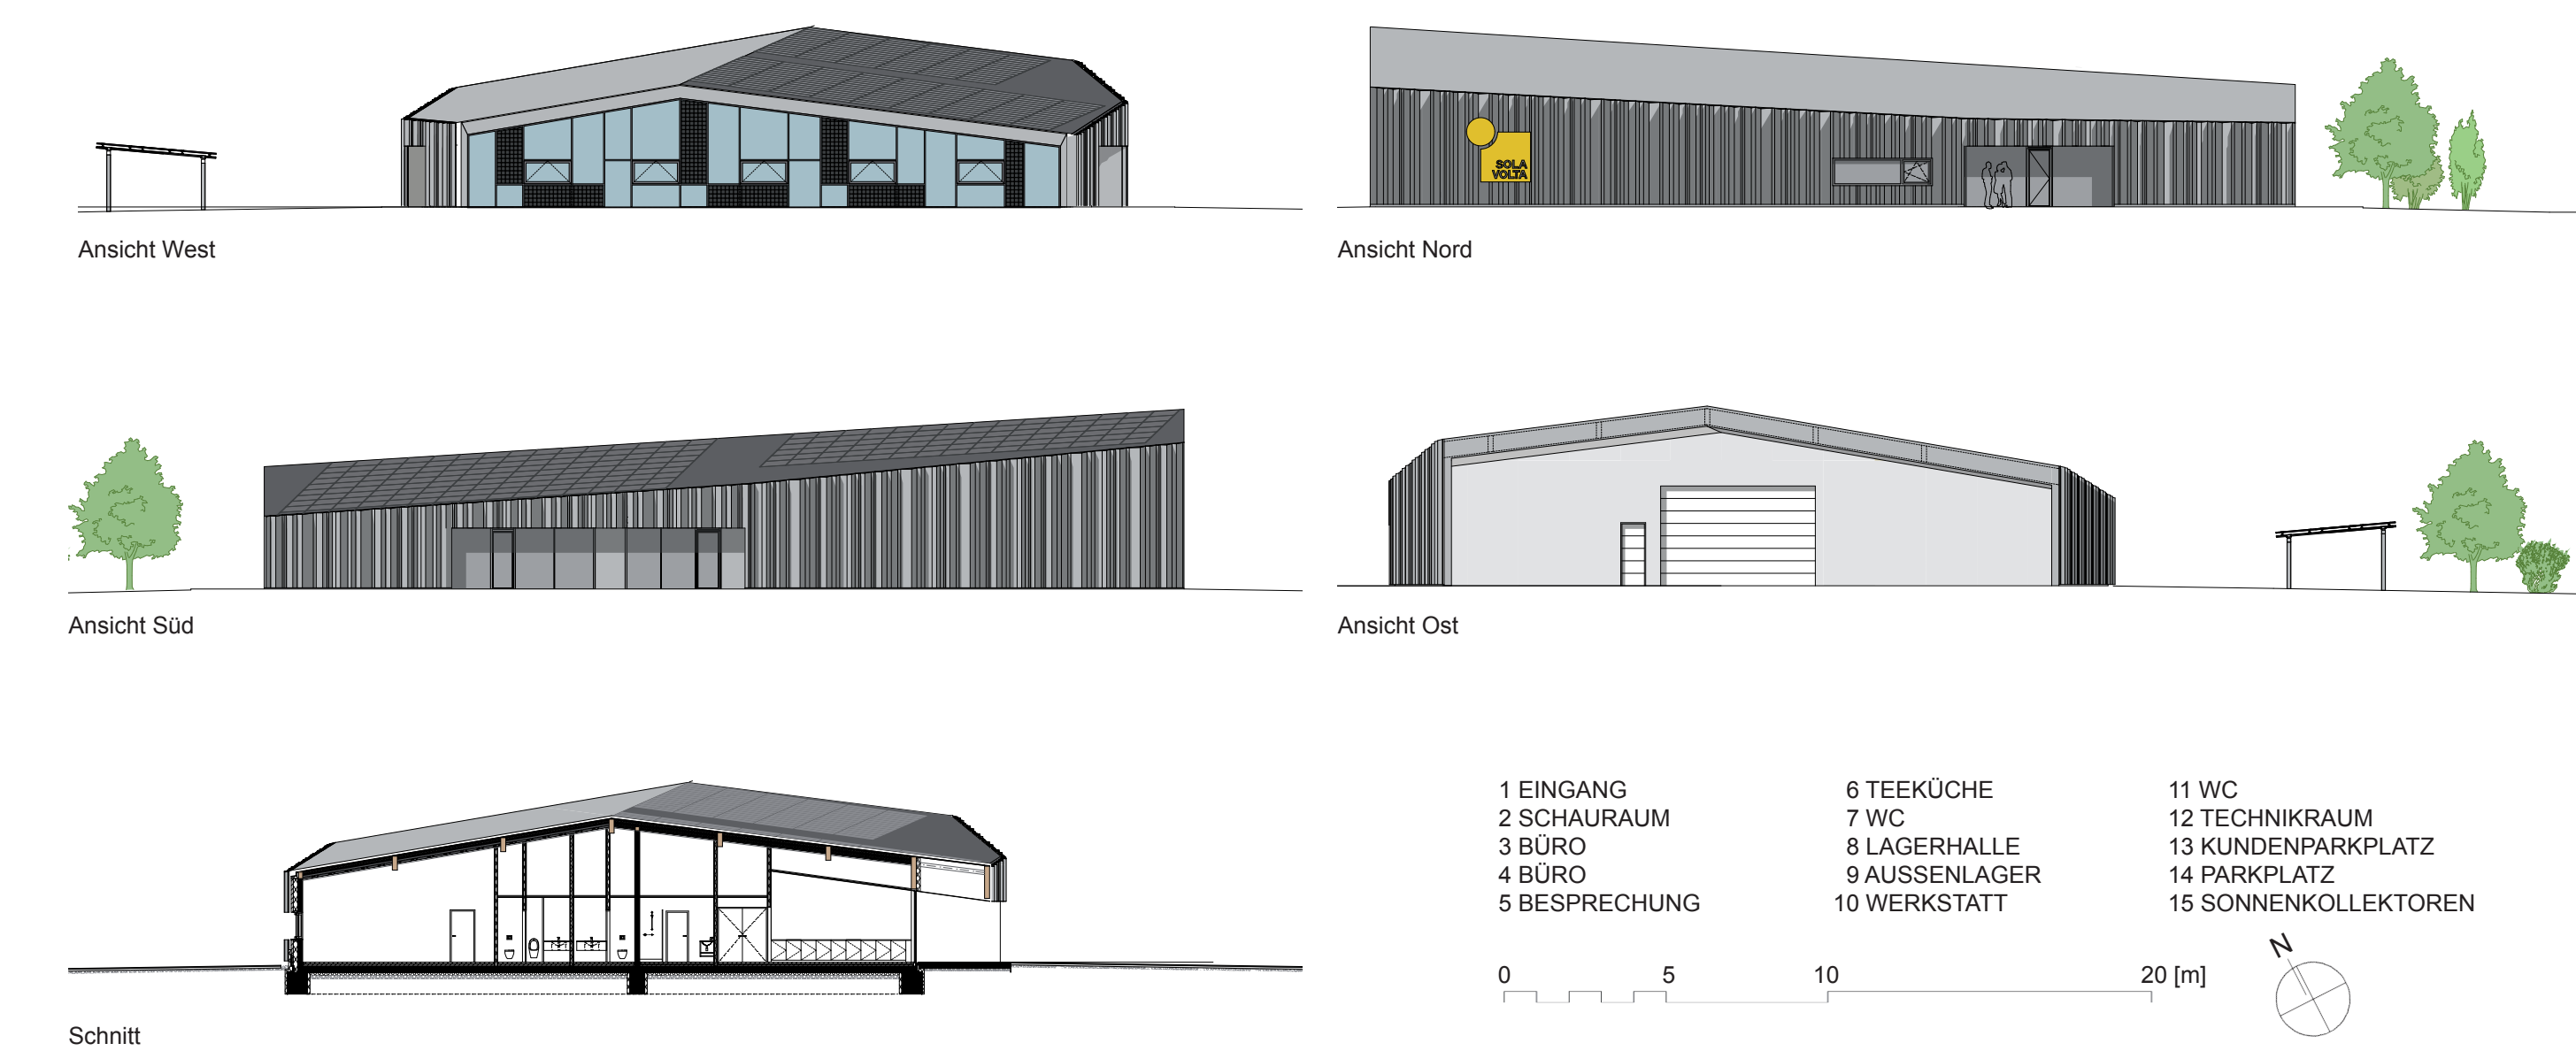 SOLA
VOLTA
Ansicht West
Ansicht Nord
Ansicht Süd
Ansicht Ost
1 EINGANG
2 SCHAURAUM
3 BÜRO
4 BÜRO
5 BESPRECHUNG
6 TEEKÜCHE
7 WC
8 LAGERHALLE
9 AUSSENLAGER
10 WERKSTATT
11 WC
12 TECHNIKRAUM
13 KUNDENPARKPLATZ
14 PARKPLATZ
15 SONNENKOLLEKTOREN
N
0 5 10 20 [m]
Schnitt